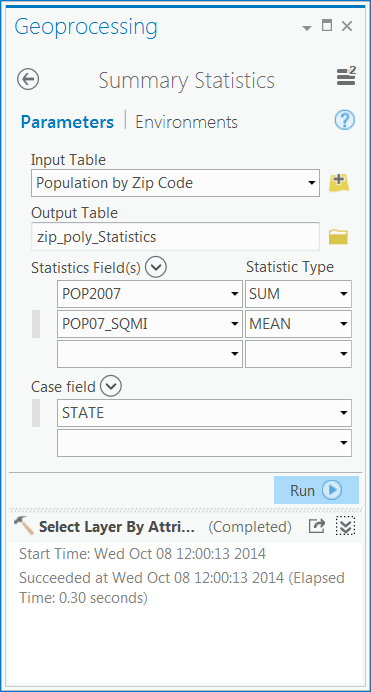 Geoprocessing
Summary Statistics
2
Parameters | Environments
?
Input Table
Population by Zip Code
Output Table
zip_poly_Statistics
Statistics Field(s) Statistic Type
POP2007 SUM
POP07_SQMI MEAN
Case field
STATE
Run
Select Layer By Attri... (Completed)
Start Time: Wed Oct 08 12:00:13 2014
Succeeded at Wed Oct 08 12:00:13 2014 (Elapsed
Time: 0.30 seconds)